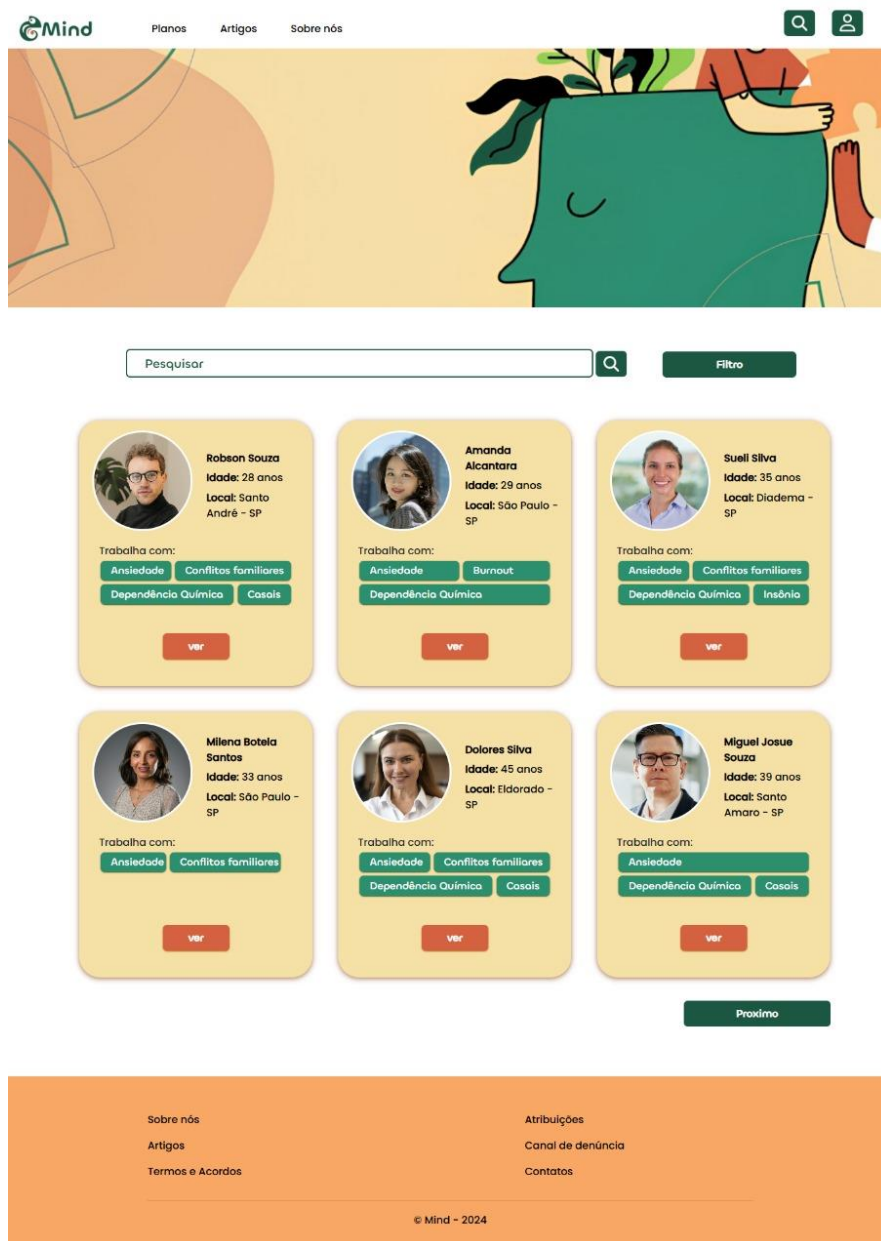 Mind
Planos
Artigos
Sobre nós
Pesquisar
Filtro
Robson Souza
Idade: 28 anos
Local: Santo
André - SP
Trabalha com:
Ansiedade
Conflitos familiares
Dependência Química
Casais
ver
Amanda
Alcantara
Idade: 29 anos
Local: São Paulo -
SP
Trabalha com:
Ansiedade
Burnout
Dependência Química
ver
Sueli Silva
Idade: 35 anos
Local: Diadema -
SP
Trabalha com:
Ansiedade
Conflitos familiares
Dependência Química
Insônia
ver
Milena Botela
Santos
Idade: 33 anos
Local: São Paulo -
SP
Trabalha com:
Ansiedade
Conflitos familiares
ver
Dolores Silva
Idade: 45 anos
Local: Eldorado -
SP
Trabalha com:
Ansiedade
Conflitos familiares
Dependência Química
Casais
ver
Miguel Josue
Souza
Idade: 39 anos
Local: Santo
Amaro - SP
Trabalha com:
Ansiedade
Dependência Química
Casais
ver
Proximo
Sobre nós
Artigos
Termos e Acordos
Atribuições
Canal de denúncia
Contatos
© Mind - 2024